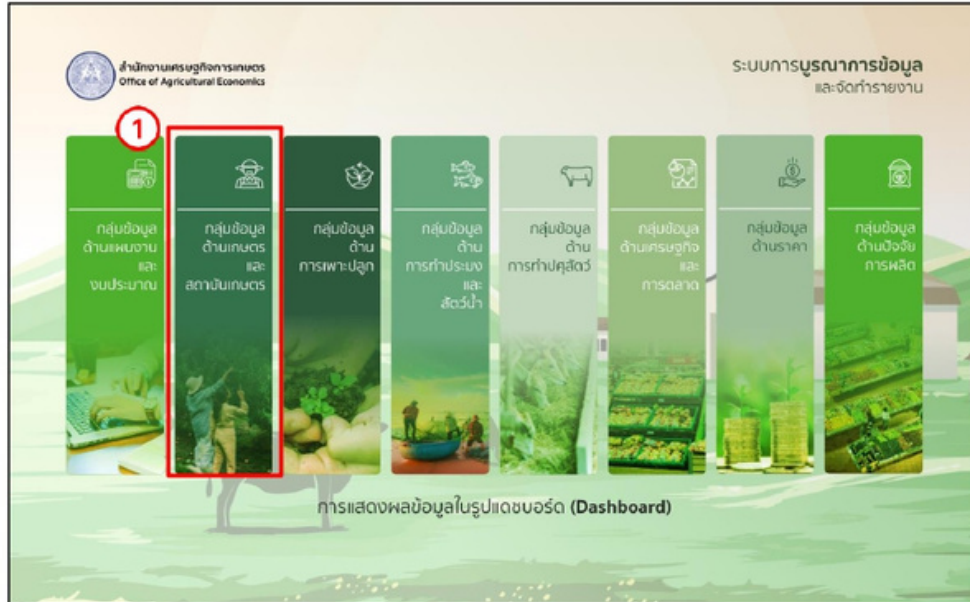 สำนักงานเศรษฐกิจการเกษตร
Office of Agricultural Economics
ระบบการบูรณาการข้อมูล
และจัดทำรายงาน
1
กลุ่มข้อมูล
ด้านแผนงาน
และ
งบประมาณ
กลุ่มข้อมูล
ด้านเกษตร
และ
สถาบันเกษตร
กลุ่มข้อมูล
ด้าน
การเพาะปลูก
กลุ่มข้อมูล
ด้าน
การทำประมง
และ
สัตว์น้ำ
กลุ่มข้อมูล
ด้าน
การทำปศุสัตว์
กลุ่มข้อมูล
ด้านเศรษฐกิจ
และ
การตลาด
กลุ่มข้อมูล
ด้านราคา
กลุ่มข้อมูล
ด้านปัจจัย
การผลิต
การแสดงผลข้อมูลในรูปแดชบอร์ด (Dashboard)